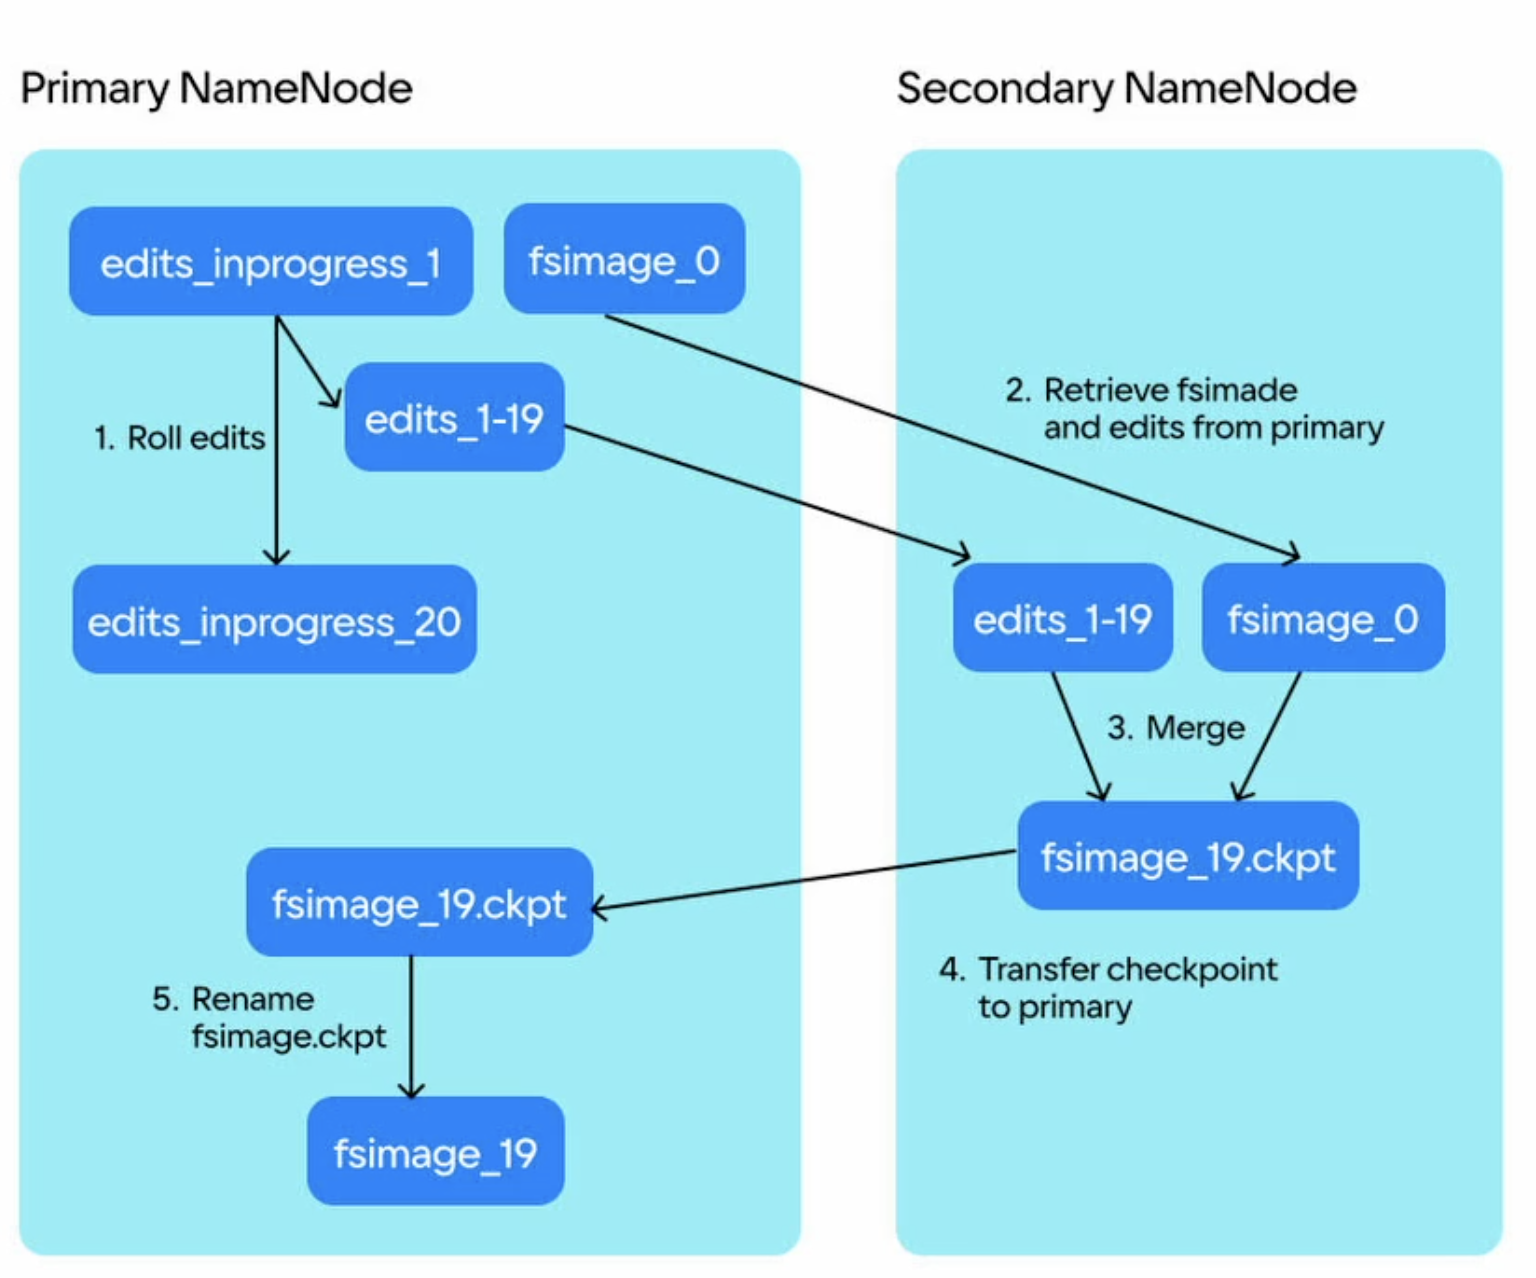 Primary NameNode
Secondary NameNode
edits_inprogress_1
fsimage_0
edits_1-19
1. Roll edits
edits_inprogress_20
2. Retrieve fsimade
and edits from primary
edits_1-19
fsimage_0
3. Merge
fsimage_19.ckpt
4. Transfer checkpoint
to primary
fsimage_19.ckpt
5. Rename
fsimage.ckpt
fsimage_19